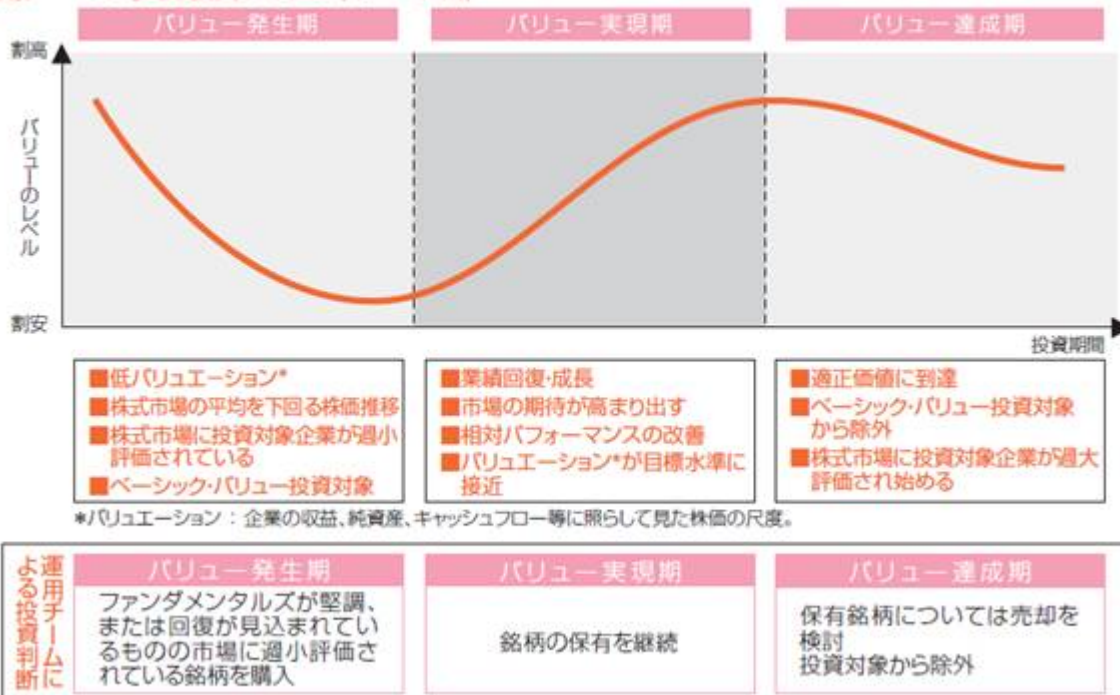 バリュー発生期
バリュー実現期
バリュー達成期
割高
バリューのレベル
割安
投資期間
■低バリュエーション*
■株式市場の平均を下回る株価推移
■株式市場に投資対象企業が過小
評価されている
■ベーシック・バリュー投資対象
■業績回復・成長
■市場の期待が高まり出す
■相対パフォーマンスの改善
■バリュエーション*が目標水準に
接近
■適正価値に到達
■ベーシック・バリュー投資対象
から除外
■株式市場に投資対象企業が過大
評価され始める
*バリュエーション：企業の収益、純資産、キャッシュフロー等に照らして見た株価の尺度。
運用チームに
よる投資判断
バリュー発生期
ファンダメンタルズが堅調、
または回復が見込まれてい
るものの市場に過小評価さ
れている銘柄を購入
バリュー実現期
銘柄の保有を継続
バリュー達成期
保有銘柄については売却を
検討
投資対象から除外